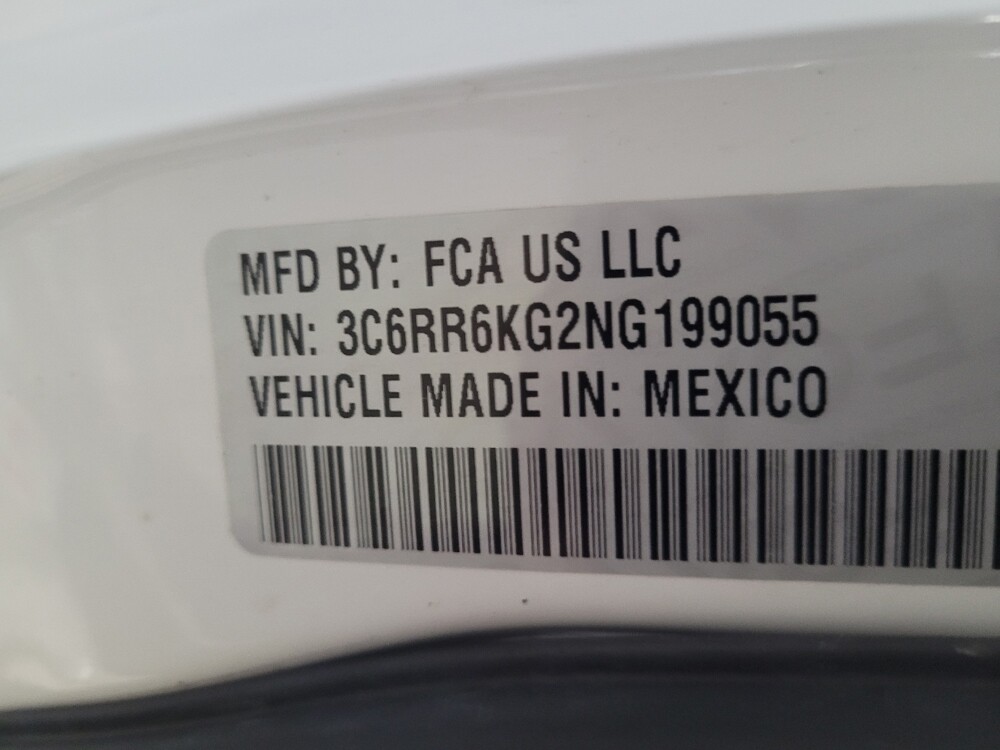 MFD BY: FCA US LLC
VIN: 3C6RR6KG2NG199055
VEHICLE MADE IN: MEXICO